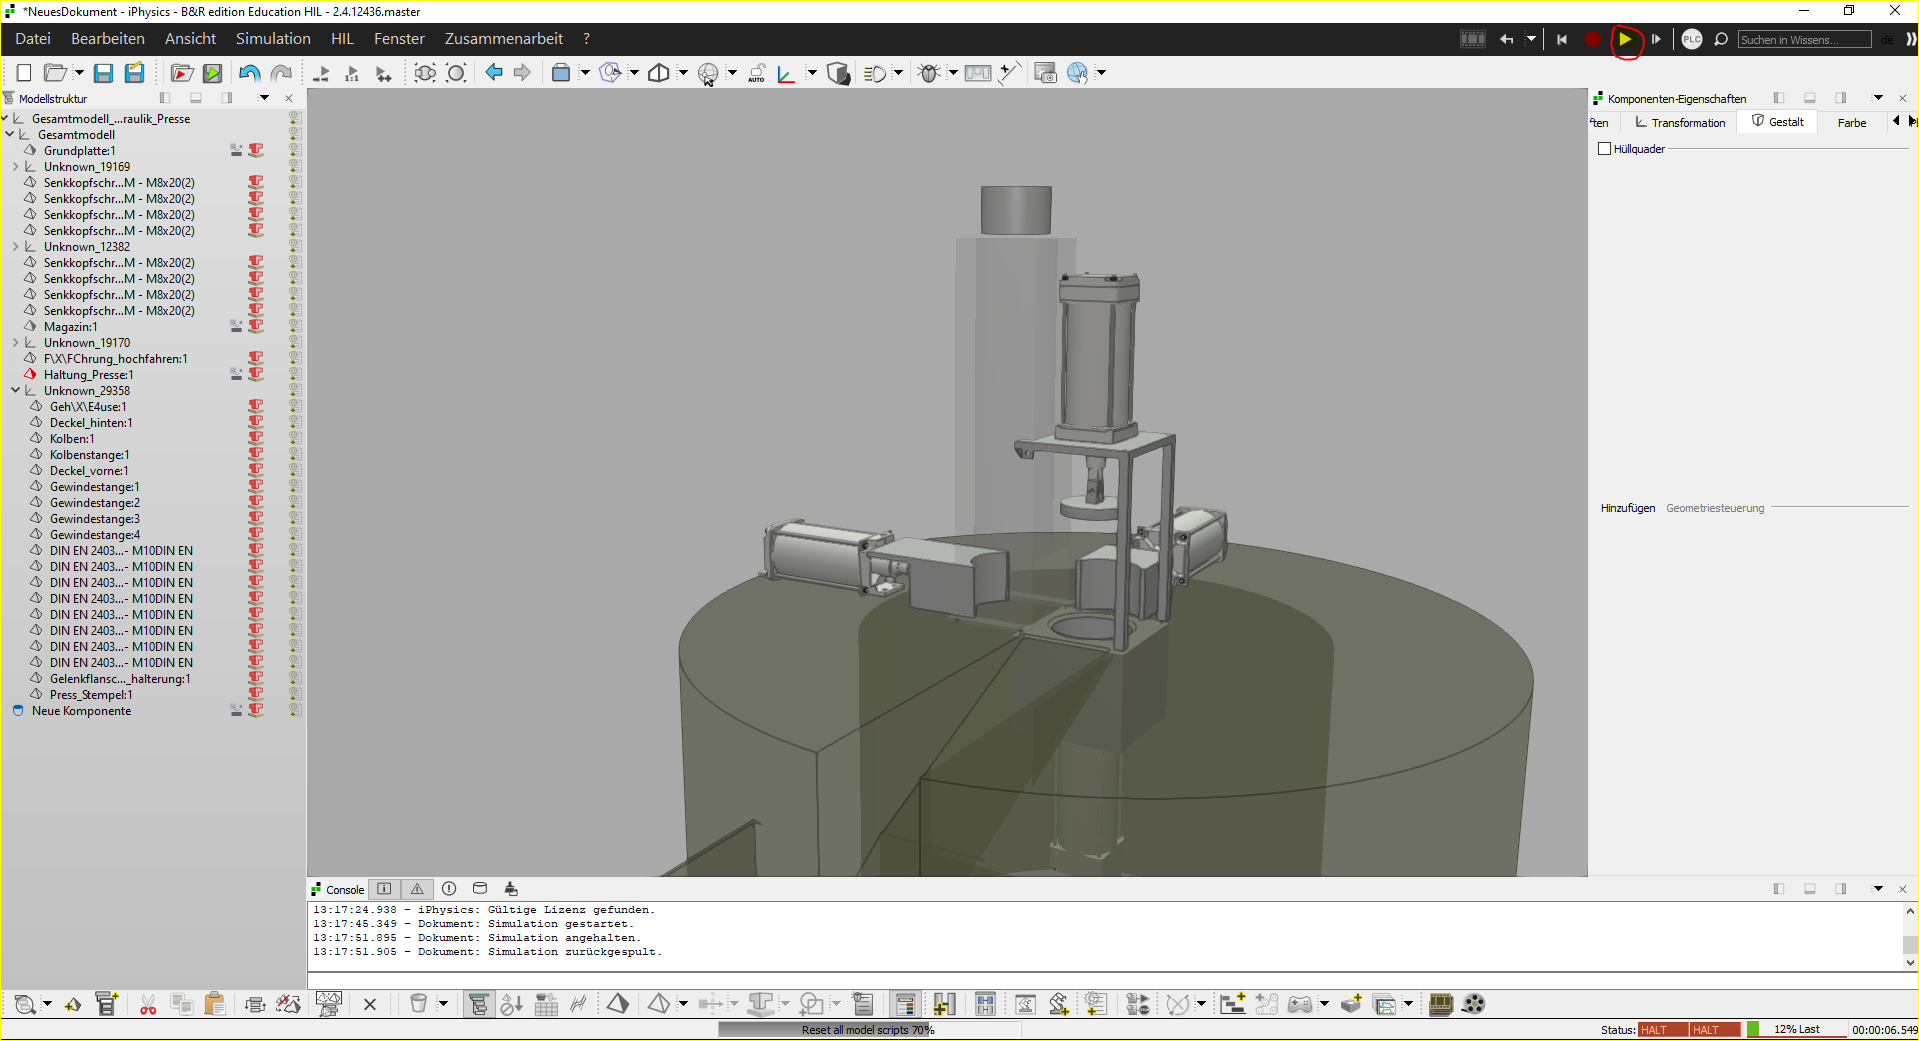 *NeuesDokument - iPhysics - B&R edition Education HIL - 2.4.12436.master
Datei Bearbeiten Ansicht Simulation HIL Fenster Zusammenarbeit ?
PLC Suchen in Wissens... de
1:1 AUTO
Modellstruktur
Gesamtmodell_...raulik_Presse
Gesamtmodell
Grundplatte:1
Unknown_19169
Senkkopfschr...M - M8x20(2)
Senkkopfschr...M - M8x20(2)
Senkkopfschr...M - M8x20(2)
Senkkopfschr...M - M8x20(2)
Unknown_12382
Senkkopfschr...M - M8x20(2)
Senkkopfschr...M - M8x20(2)
Senkkopfschr...M - M8x20(2)
Senkkopfschr...M - M8x20(2)
Magazin:1
Unknown_19170
F\X\FChrung_hochfahren:1
Haltung_Presse:1
Unknown_29358
Geh\X\E4use:1
Deckel_hinten:1
Kolben:1
Kolbenstange:1
Deckel_vorne:1
Gewindestange:1
Gewindestange:2
Gewindestange:3
Gewindestange:4
DIN EN 2403...- M10DIN EN
DIN EN 2403...- M10DIN EN
DIN EN 2403...- M10DIN EN
DIN EN 2403...- M10DIN EN
DIN EN 2403...- M10DIN EN
DIN EN 2403...- M10DIN EN
DIN EN 2403...- M10DIN EN
DIN EN 2403...- M10DIN EN
Gelenkflansc..._halterung:1
Press_Stempel:1
Neue Komponente
Komponenten-Eigenschaften
ften Transformation Gestalt Farbe
Hüllquader
Hinzufügen Geometriesteuerung
Console
13:17:24.938 - iPhysics: Gültige Lizenz gefunden.
13:17:45.349 - Dokument: Simulation gestartet.
13:17:51.895 - Dokument: Simulation angehalten.
13:17:51.905 - Dokument: Simulation zurückgespult.
Reset all model scripts 70%
Status: HALT HALT 12% Last 00:00:06.549